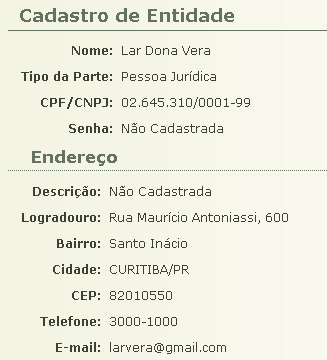 Cadastro de Entidade
Nome: Lar Dona Vera
Tipo da Parte: Pessoa Jurídica
CPF/CNPJ: 02.645.310/0001-99
Senha: Não Cadastrada
Endereço
Descrição: Não Cadastrada
Logradouro: Rua Maurício Antoniassi, 600
Bairro: Santo Inácio
Cidade: CURITIBA/PR
CEP: 82010550
Telefone: 3000-1000
E-mail: larvera@gmail.com